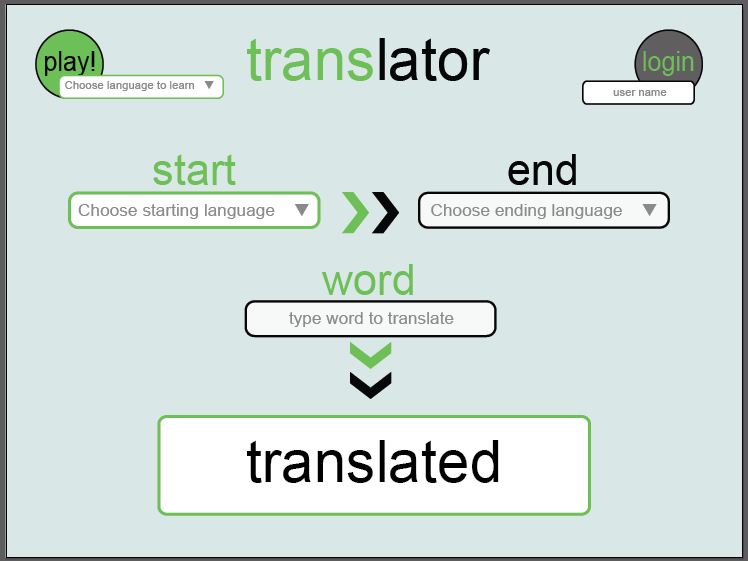 play!
Choose language to learn
translator
login
user name
start
Choose starting language
end
Choose ending language
word
type word to translate
translated